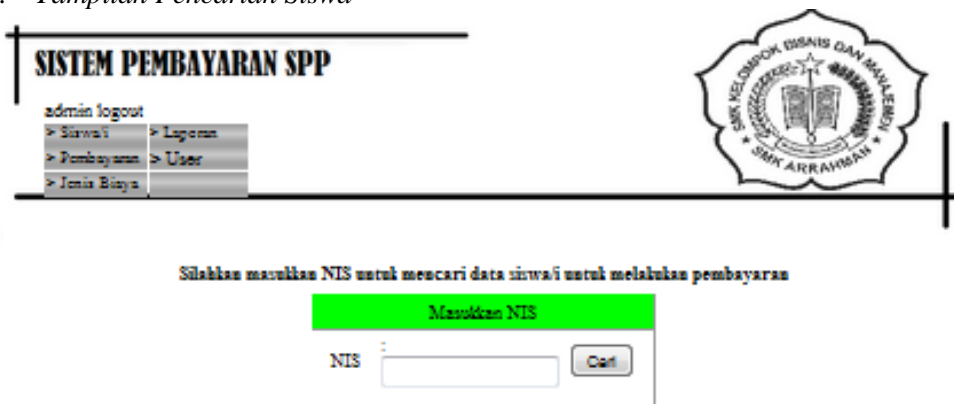 Tampilan Pencarian Siswa
SISTEM PEMBAYARAN SPP
admin logout
> Siswa/i > Laporan
> Pembayaran > User
> Jenis Biaya
SMK KELOMPOK BISNIS DAN MANAJEMEN
* SMK ARRAHMAN *
Silahkan masukkan NIS untuk mencari data siswa/i untuk melakukan pembayaran
Masukkan NIS
NIS : Cari